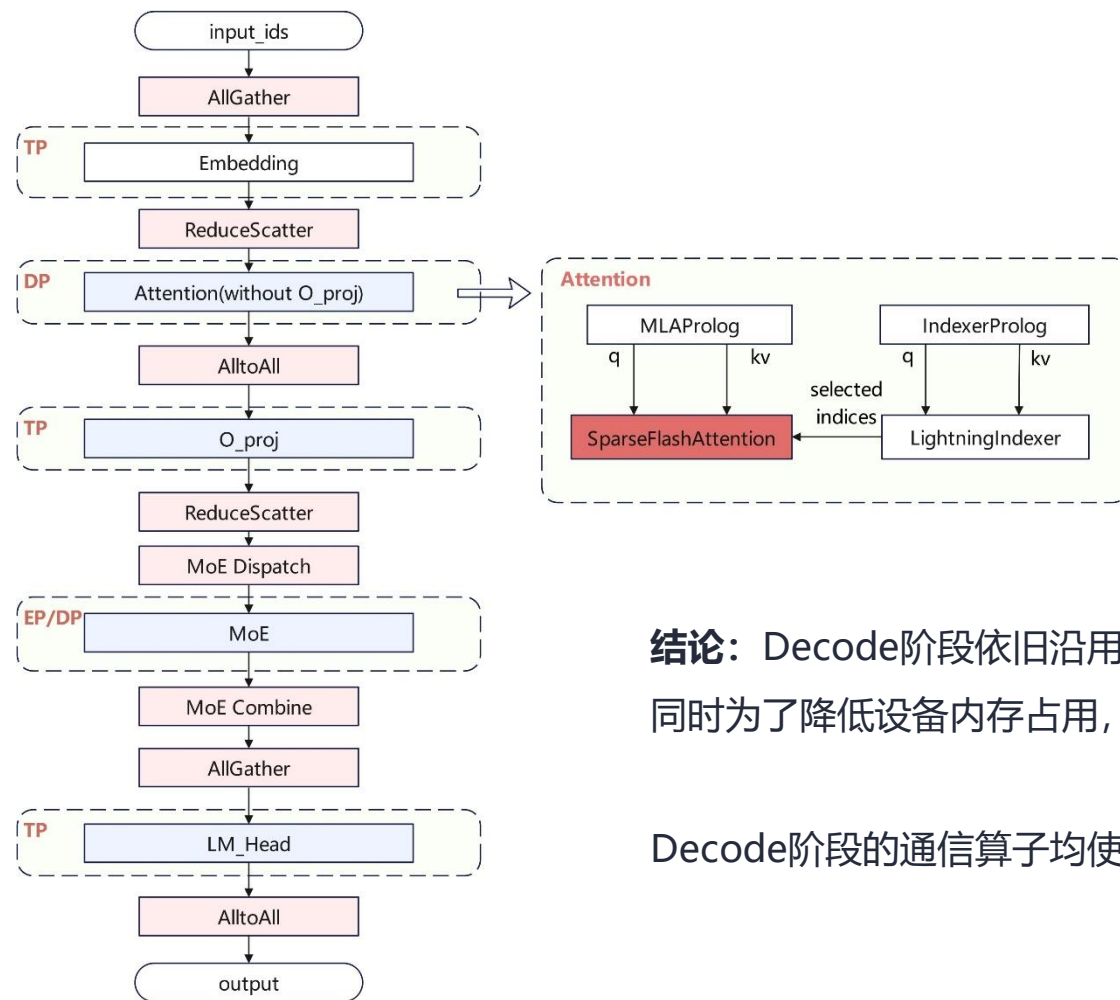 input_ids
AllGather
TP
Embedding
ReduceScatter
DP
Attention(without O_proj)
AlltoAll
TP
O_proj
ReduceScatter
MoE Dispatch
EP/DP
MoE
MoE Combine
AllGather
TP
LM_Head
AlltoAll
output
Attention
MLAProlog
IndexerProlog
q
kv
q
kv
selected
indices
SparseFlashAttention
LightningIndexer
结论：Decode阶段依旧沿用
同时为了降低设备内存占用，
Decode阶段的通信算子均使